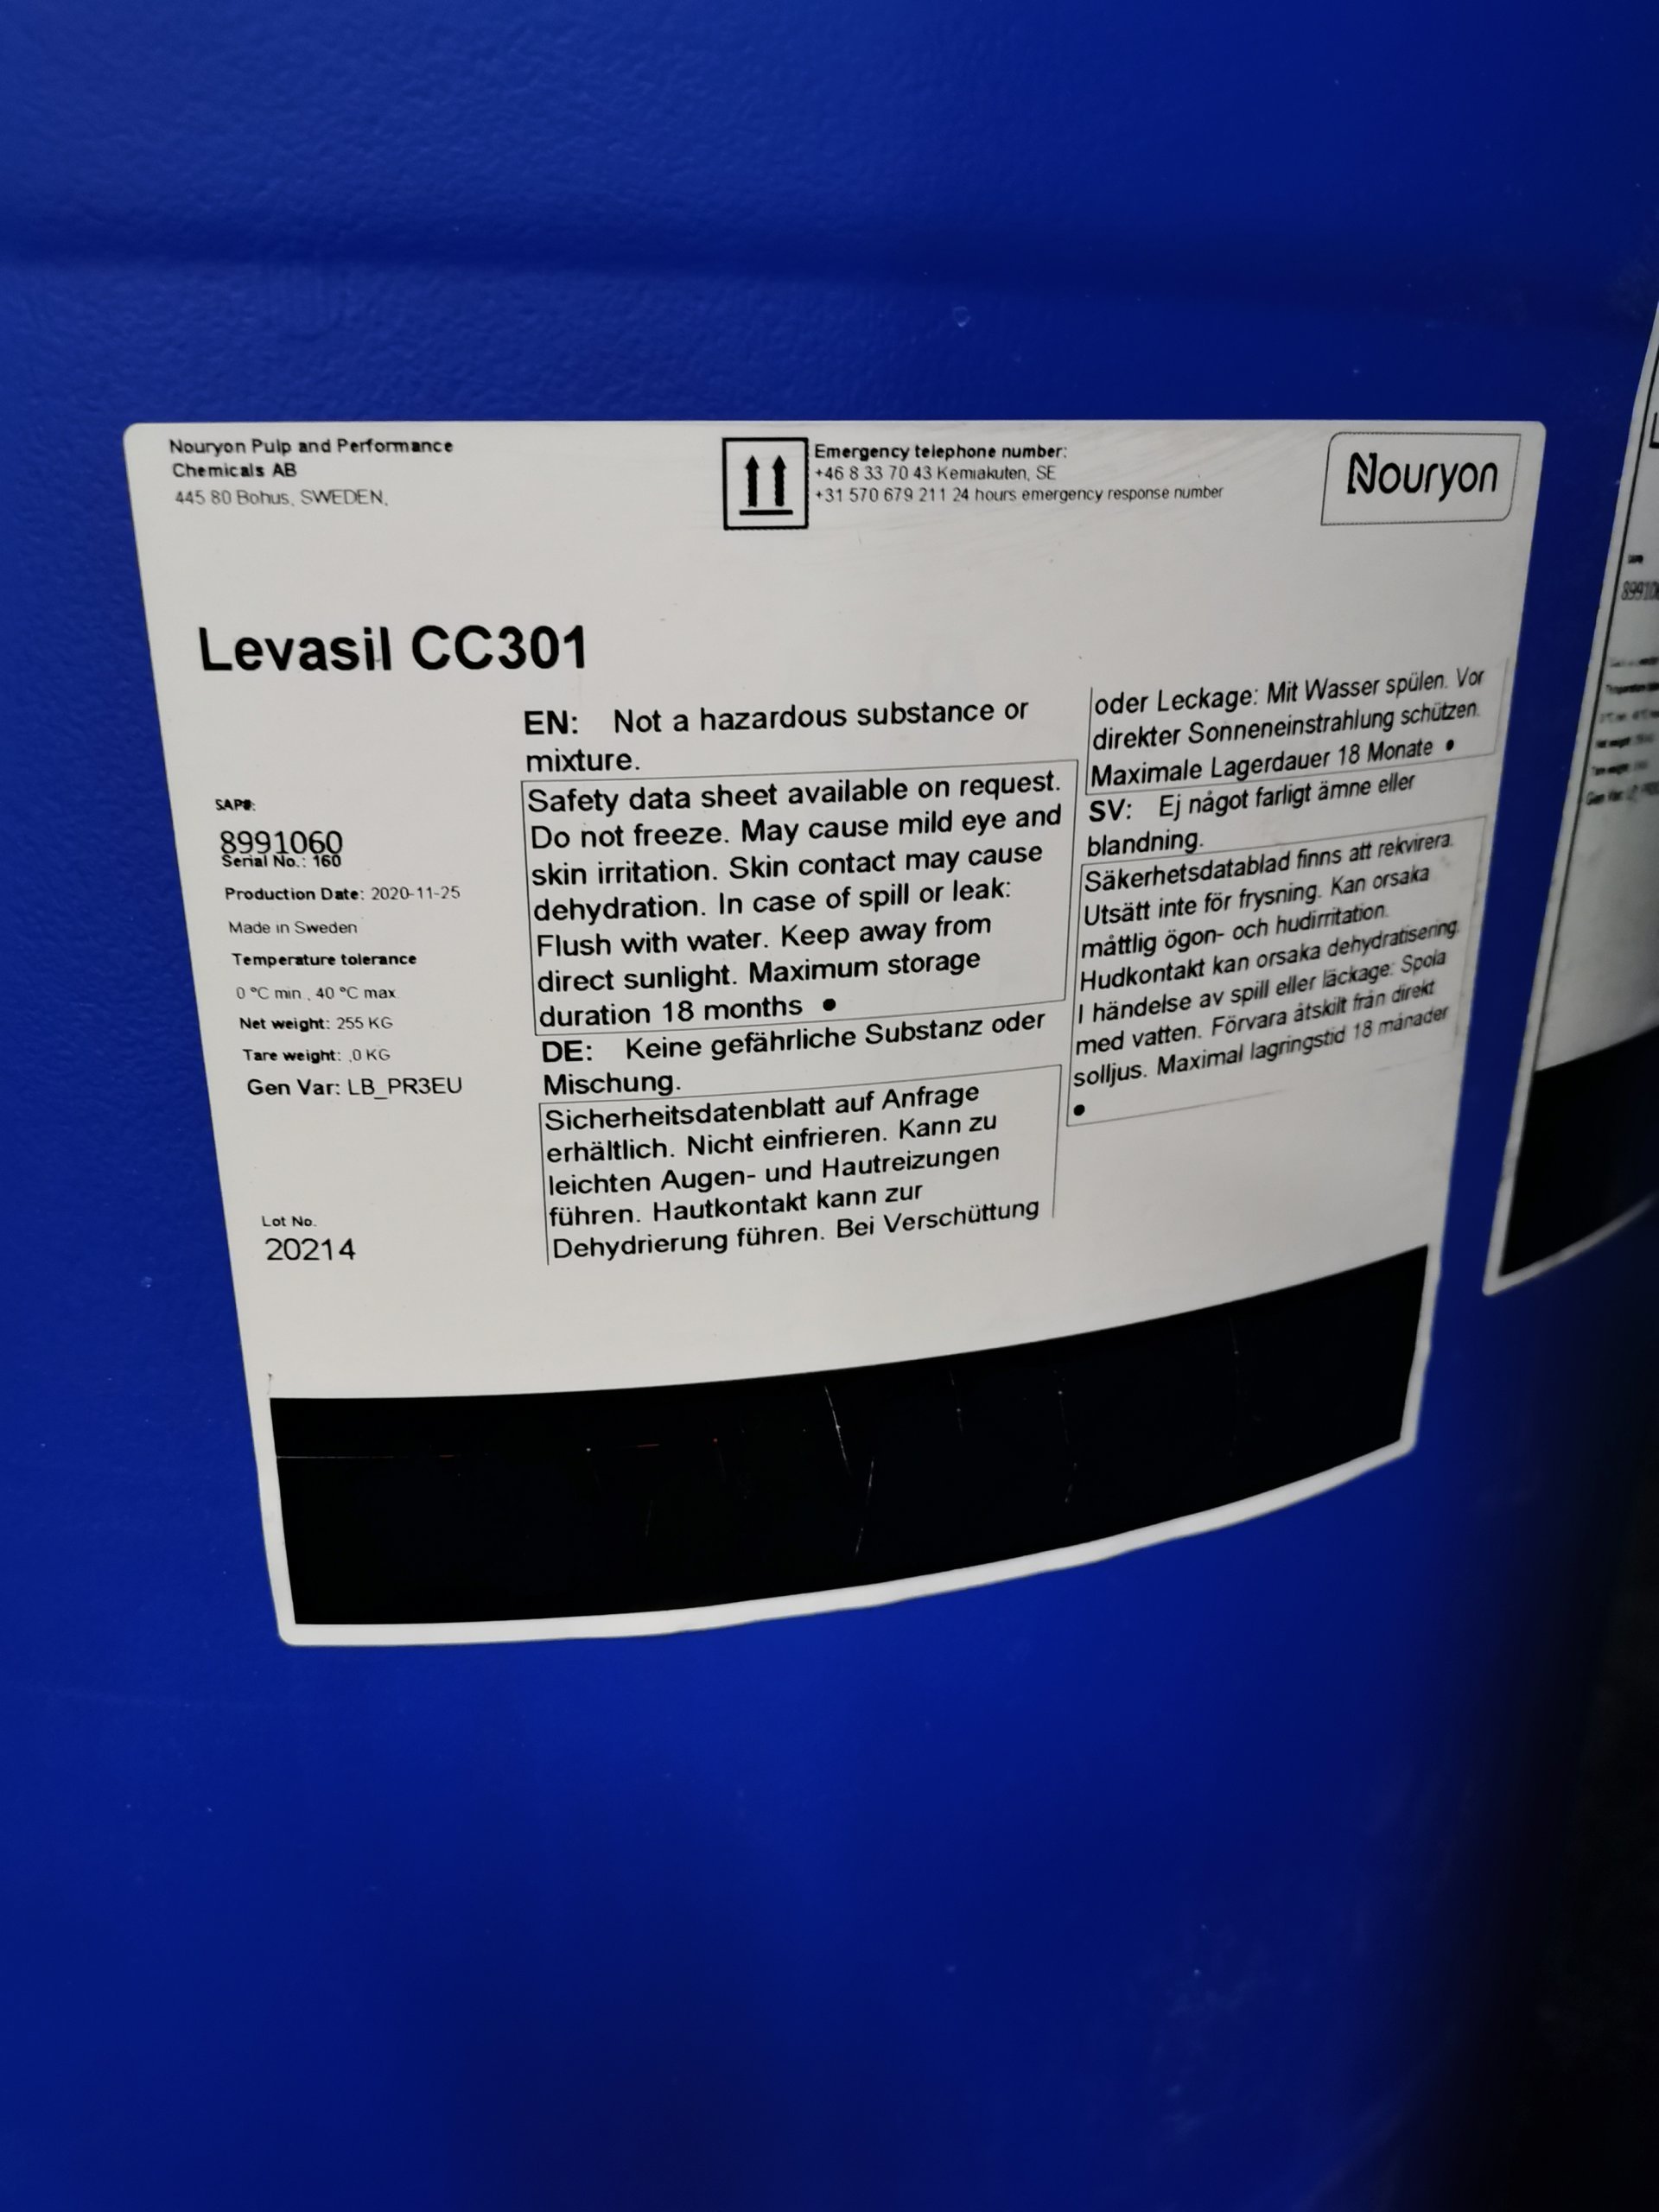 Nouryon Pulp and Performance
Chemicals AB
445 80 Bohus, SWEDEN,
Emergency telephone number:
+46 8 33 70 43 Kemiakuten, SE
+31 570 679 211 24 hours emergency response number
Nouryon
Levasil CC301
SAP#:
8991060
Serial No.: 160
Production Date: 2020-11-25
Made in Sweden
Temperature tolerance
0 °C min , 40 °C max
Net weight: 255 KG
Tare weight: ,0 KG
Gen Var: LB_PR3EU
Lot No.
20214
EN: Not a hazardous substance or
mixture.
Safety data sheet available on request.
Do not freeze. May cause mild eye and
skin irritation. Skin contact may cause
dehydration. In case of spill or leak:
Flush with water. Keep away from
direct sunlight. Maximum storage
duration 18 months •
DE: Keine gefährliche Substanz oder
Mischung.
Sicherheitsdatenblatt auf Anfrage
erhältlich. Nicht einfrieren. Kann zu
leichten Augen- und Hautreizungen
führen. Hautkontakt kann zur
Dehydrierung führen. Bei Verschüttung
oder Leckage: Mit Wasser spülen. Vor
direkter Sonneneinstrahlung schützen.
Maximale Lagerdauer 18 Monate •
SV: Ej något farligt ämne eller
blandning.
Säkerhetsdatablad finns att rekvirera.
Utsätt inte för frysning. Kan orsaka
måttlig ögon- och hudirritation.
Hudkontakt kan orsaka dehydratisering.
I händelse av spill eller läckage: Spola
med vatten. Förvara åtskilt från direkt
solljus. Maximal lagringstid 18 månader
•